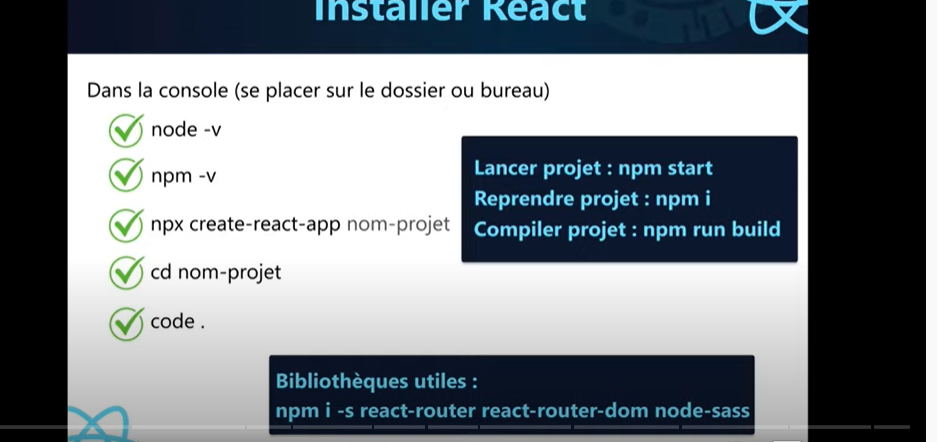 Installer React
Dans la console (se placer sur le dossier ou bureau)
node -v
npm -v
npx create-react-app nom-projet
cd nom-projet
code .
Lancer projet : npm start
Reprendre projet : npm i
Compiler projet : npm run build
Bibliothèques utiles :
npm i -s react-router react-router-dom node-sass